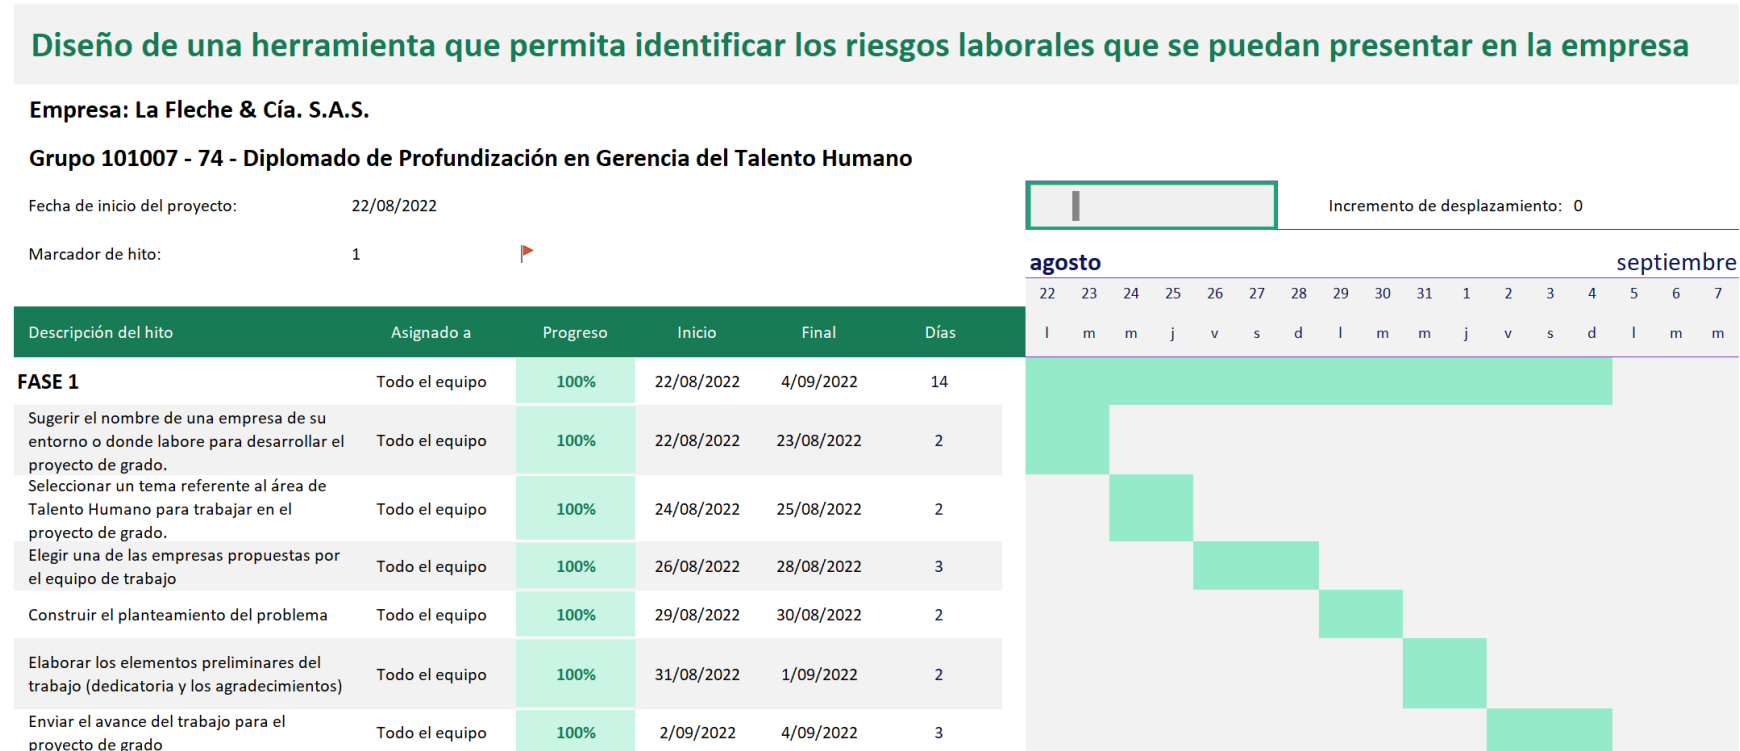 Diseño de una herramienta que permita identificar los riesgos laborales que se puedan presentar en la empresa
Empresa: La Fleche & Cía. S.A.S.
Grupo 101007 - 74 - Diplomado de Profundización en Gerencia del Talento Humano
Fecha de inicio del proyecto: 22/08/2022
Incremento de desplazamiento: 0
Marcador de hito: 1
agosto septiembre
22 23 24 25 26 27 28 29 30 31 1 2 3 4 5 6 7
Descripción del hito Asignado a Progreso Inicio Final Días l m m j v s d l m m j v s d l m m
FASE 1 Todo el equipo 100% 22/08/2022 4/09/2022 14
Sugerir el nombre de una empresa de su
entorno o donde labore para desarrollar el
proyecto de grado.
Todo el equipo 100% 22/08/2022 23/08/2022 2
Seleccionar un tema referente al área de
Talento Humano para trabajar en el
proyecto de grado.
Todo el equipo 100% 24/08/2022 25/08/2022 2
Elegir una de las empresas propuestas por
el equipo de trabajo
Todo el equipo 100% 26/08/2022 28/08/2022 3
Construir el planteamiento del problema Todo el equipo 100% 29/08/2022 30/08/2022 2
Elaborar los elementos preliminares del
trabajo (dedicatoria y los agradecimientos)
Todo el equipo 100% 31/08/2022 1/09/2022 2
Enviar el avance del trabajo para el
proyecto de grado
Todo el equipo 100% 2/09/2022 4/09/2022 3